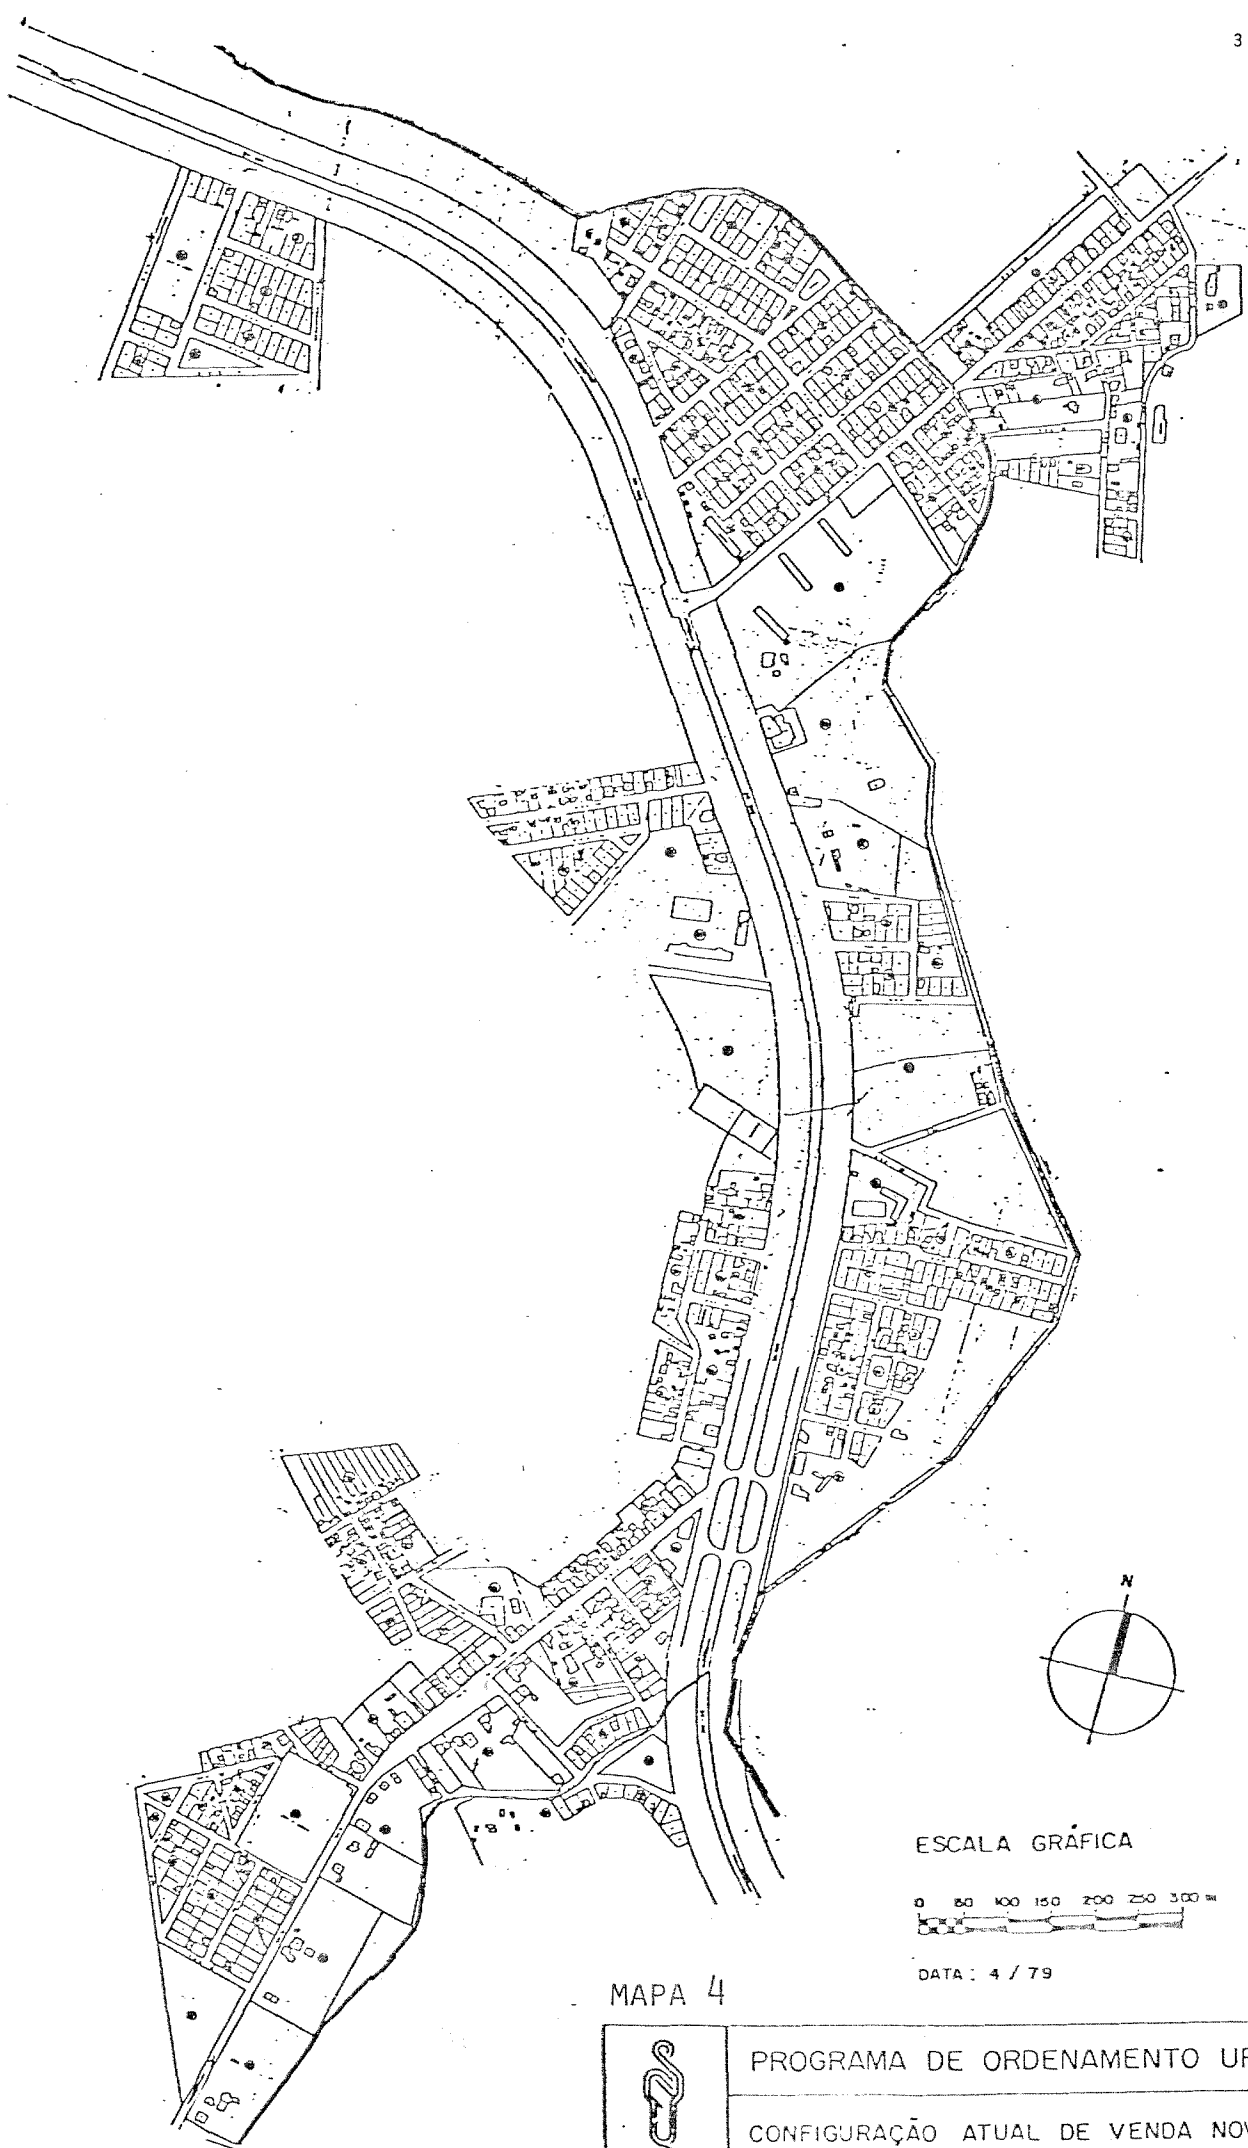 3
N
ESCALA GRÁFICA
0 50 100 150 200 250 300 m
DATA: 4 / 79
MAPA 4
PROGRAMA DE ORDENAMENTO UR
CONFIGURAÇÃO ATUAL DE VENDA NOV